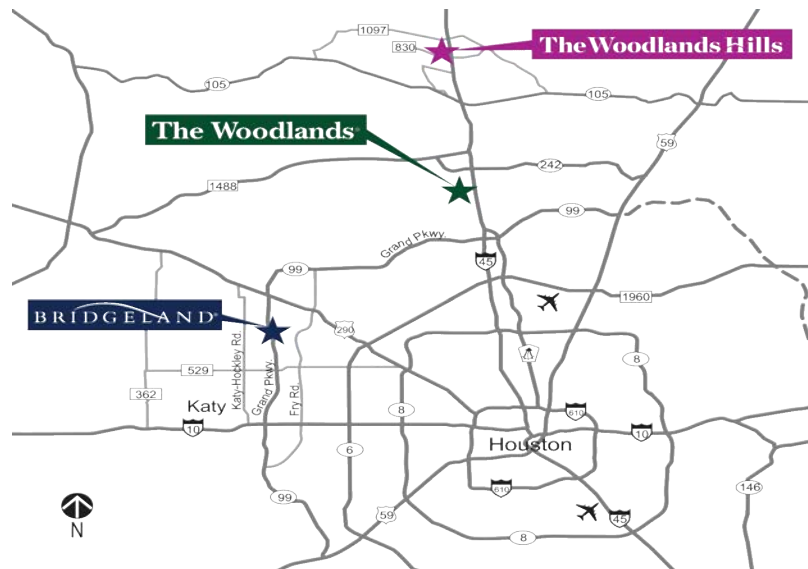 1097
830
The Woodlands Hills
105
105
The Woodlands®
59
242
1488
99
Grand Pkwy.
45
99
1960
BRIDGELAND®
290
8
Katy-Hockley Rd.
Grand Pkwy.
Fry Rd.
529
362
Katy
8
610
10
10
Houston
6
610
99
146
59
45
8
N